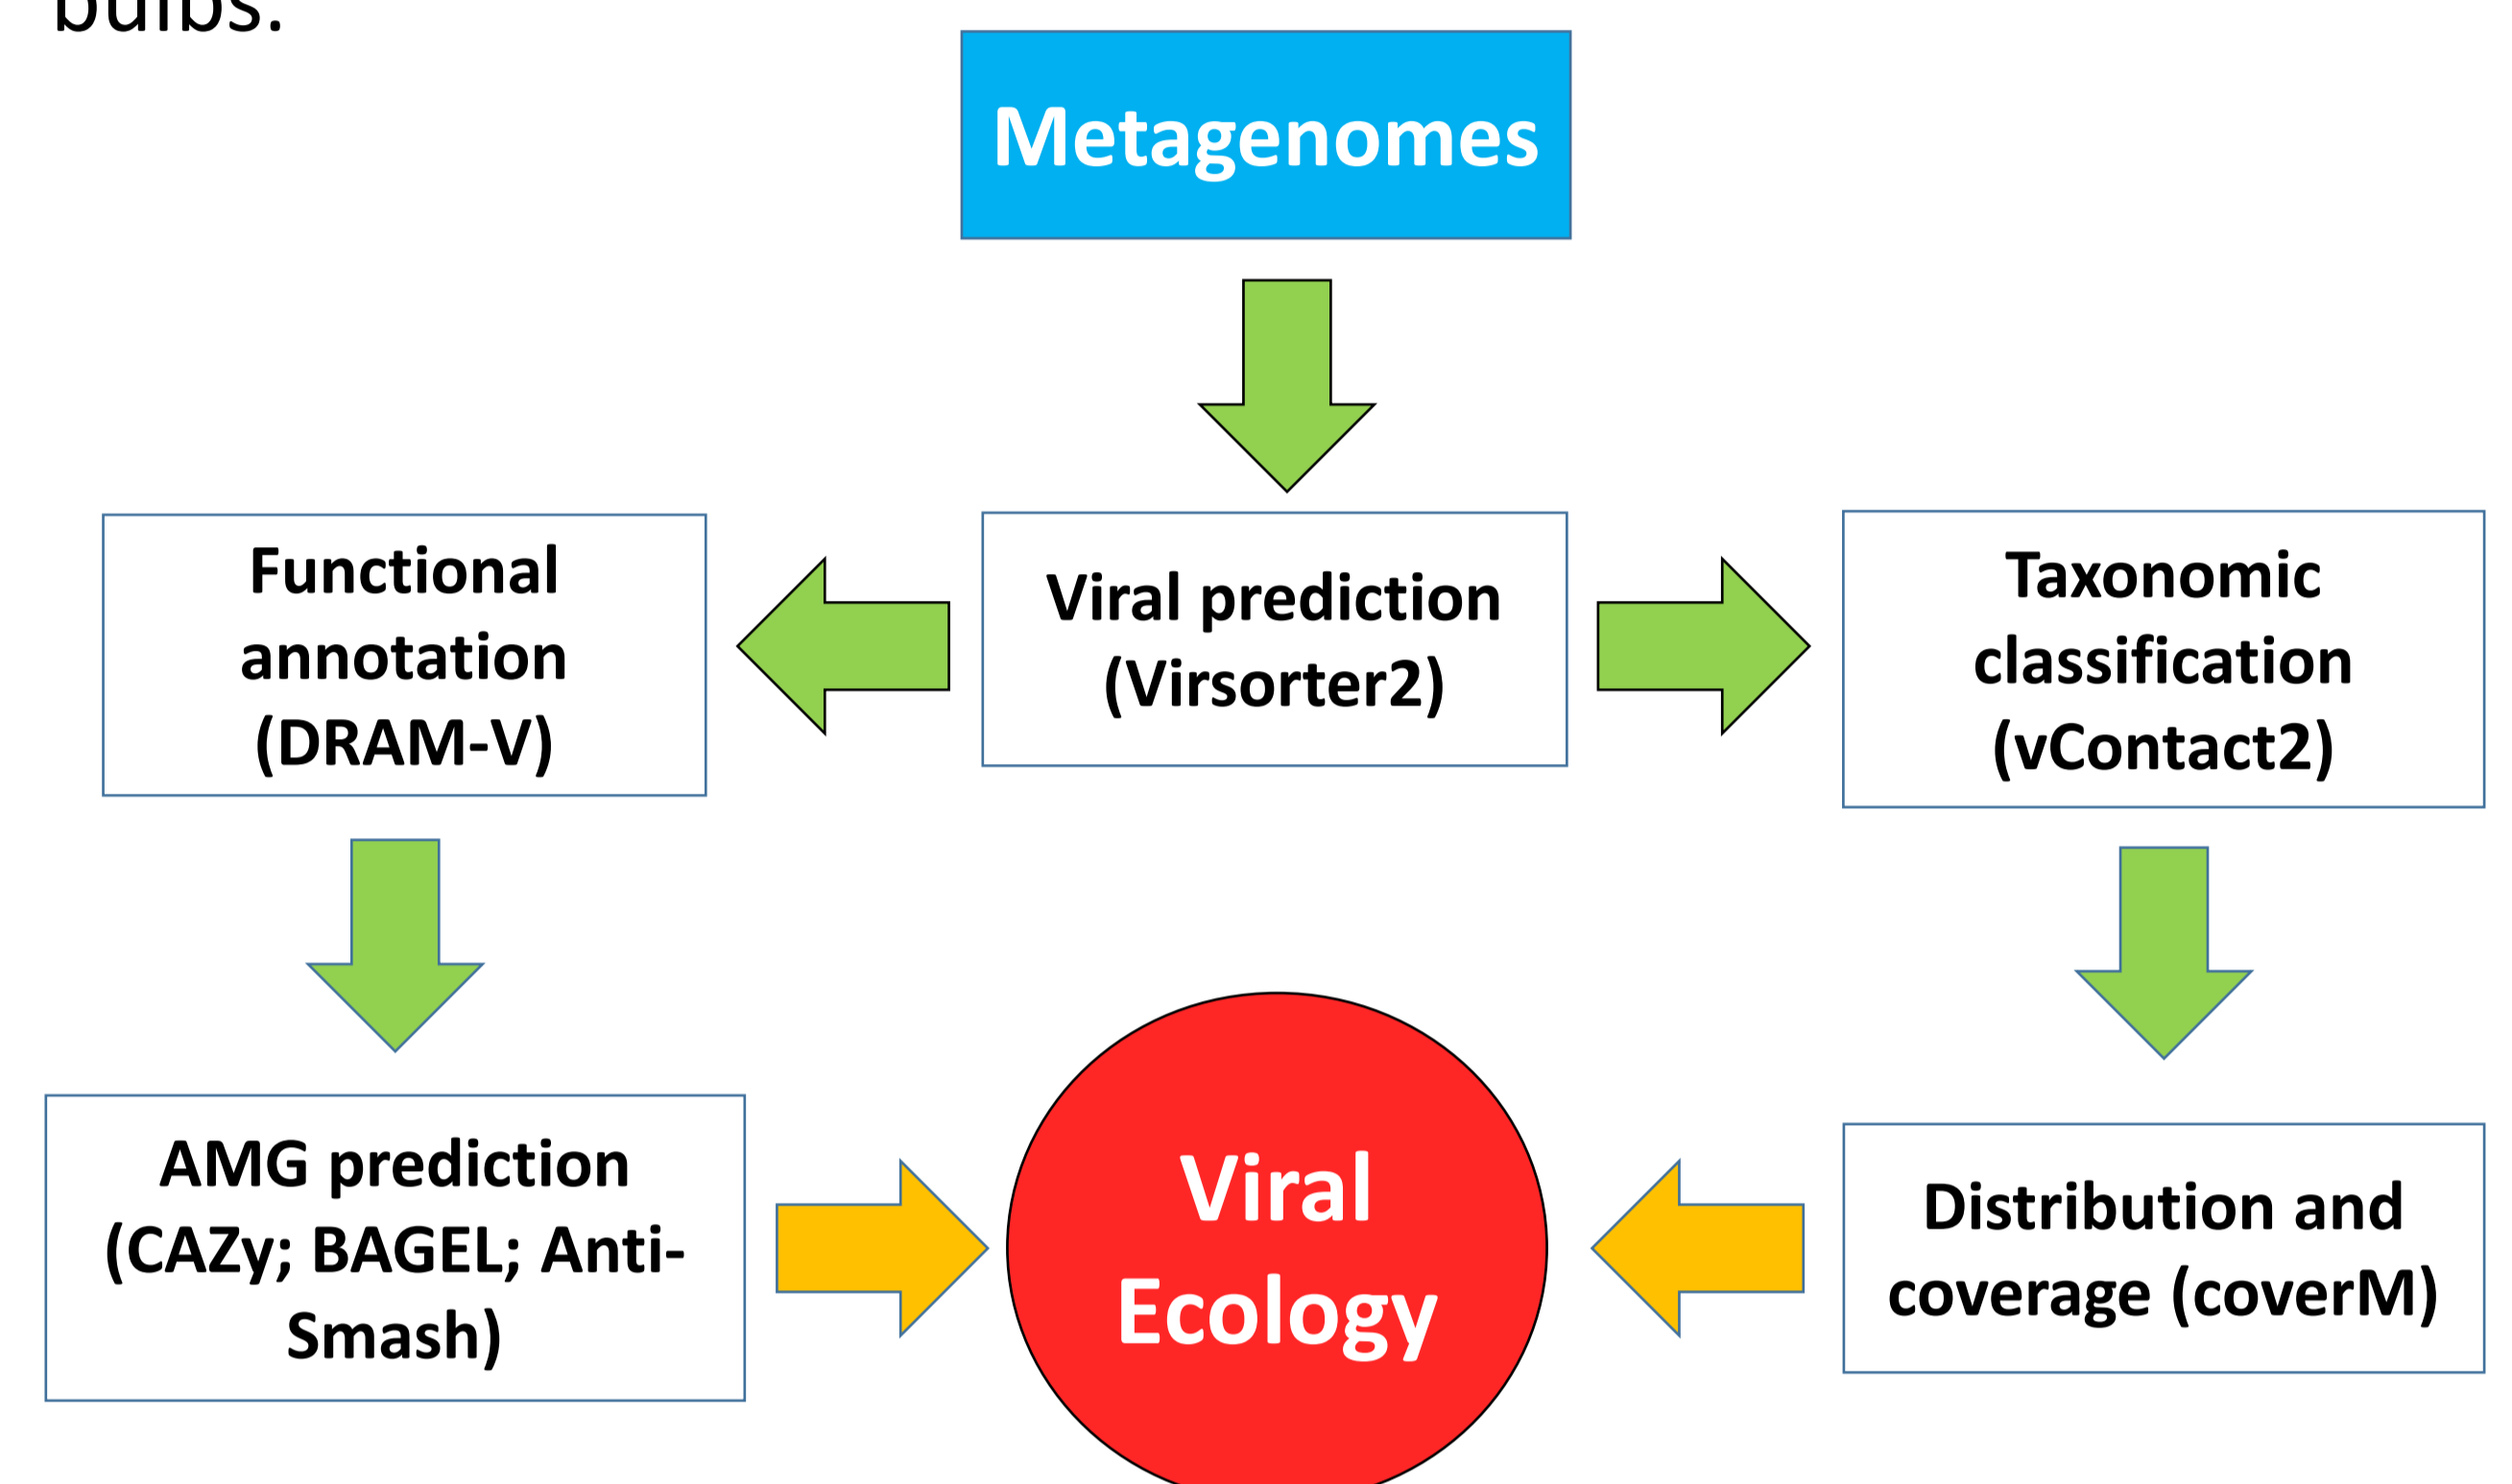 bulbs.
Metagenomes
Functional
annotation
(DRAM-V)
Viral prediction
(Virsorter2)
Taxonomic
classification
(vContact2)
AMG prediction
(CAZy; BAGEL; Anti-
Smash)
Viral
Ecology
Distribution and
coverage (coverM)